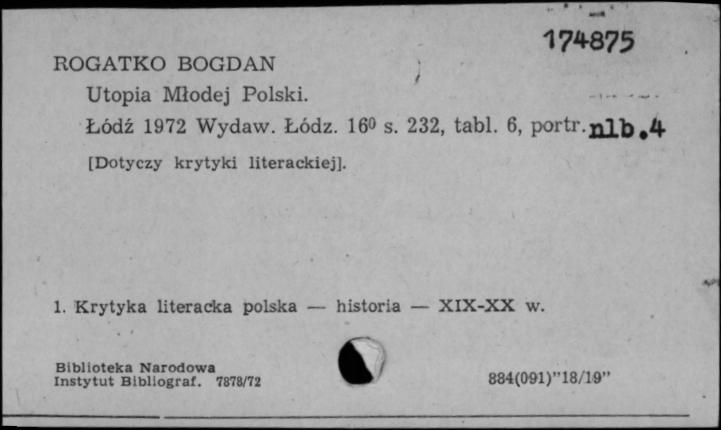 174875
ROGATKO BOGDAN
Utopia Młodej Polski.
Łódź 1972 Wydaw. Łódz. 16⁰ s. 232, tabl. 6, portr. nlb.4
[Dotyczy krytyki literackiej].
1. Krytyka literacka polska — historia — XIX-XX w.
Biblioteka Narodowa
Instytut Bibliograf. 7878/72
884(091)"18/19"